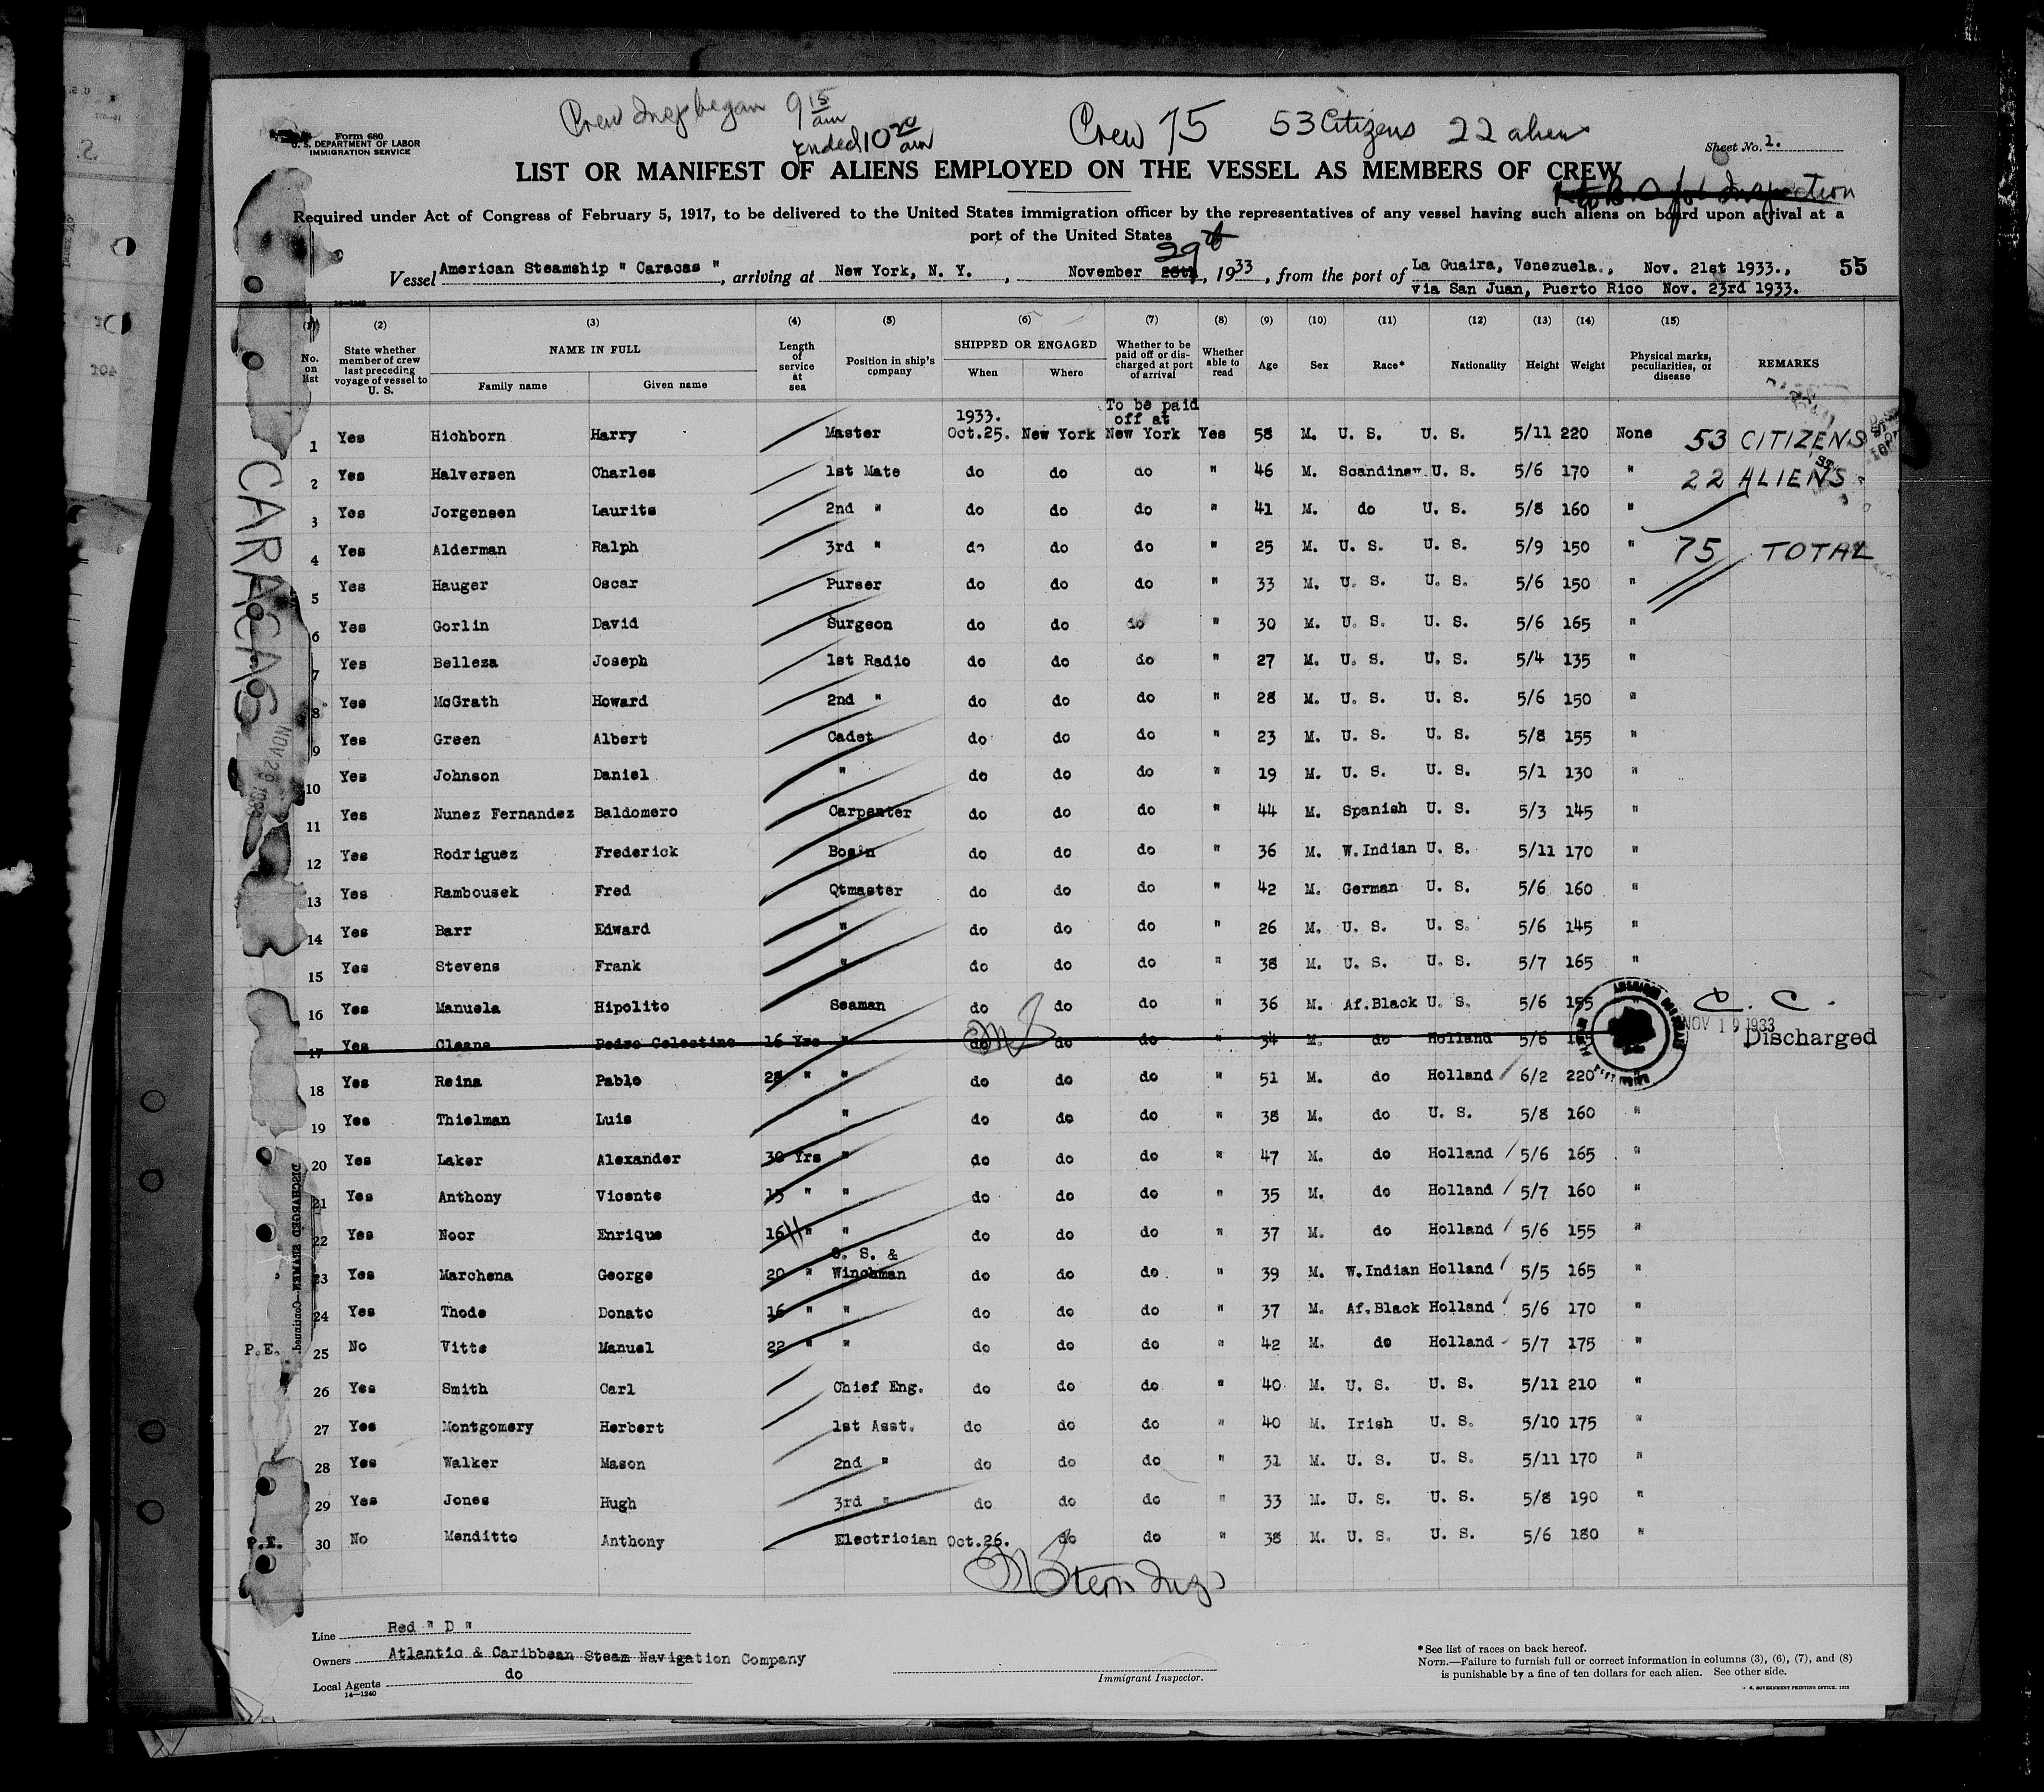 Crew Insp began 9 15 am
ended 10 20 am
Crew 75 53 Citizens 22 aliens
Form 680
U. S. DEPARTMENT OF LABOR
IMMIGRATION SERVICE
Sheet No. 1.
LIST OR MANIFEST OF ALIENS EMPLOYED ON THE VESSEL AS MEMBERS OF CREW
Required under Act of Congress of February 5, 1917, to be delivered to the United States immigration officer by the representatives of any vessel having such aliens on board upon arrival at a
port of the United States
29th
Vessel American Steamship " Caracas ", arriving at New York, N. Y., November 28th, 1933, from the port of La Guaira, Venezuela., Nov. 21st 1933.,
via San Juan, Puerto Rico Nov. 23rd 1933.
55
(1) (2) (3) (4) (5) (6) (7) (8) (9) (10) (11) (12) (13) (14) (15)
No. on list State whether member of crew last preceding voyage of vessel to U. S. NAME IN FULL Family name Given name Length of service at sea Position in ship's company SHIPPED OR ENGAGED When Where Whether to be paid off or discharged at port of arrival Whether able to read Age Sex Race* Nationality Height Weight Physical marks, peculiarities, or disease REMARKS
1933. To be paid off at
1 Yes Hichborn Harry Master Oct.25. New York New York Yes 58 M. U. S. U. S. 5/11 220 None 53 CITIZENS
2 Yes Halversen Charles 1st Mate do do do " 46 M. Scandinav. U. S. 5/6 170 " 22 ALIENS
3 Yes Jorgensen Laurits 2nd " do do do " 41 M. do U. S. 5/8 160 "
4 Yes Alderman Ralph 3rd " do do do " 25 M. U. S. U. S. 5/9 150 " 75 TOTAL
5 Yes Hauger Oscar Purser do do do " 33 M. U. S. U. S. 5/6 150 "
6 Yes Gorlin David Surgeon do do do " 30 M. U. S. U. S. 5/6 165 "
7 Yes Belleza Joseph 1st Radio do do do " 27 M. U. S. U. S. 5/4 135 "
8 Yes McGrath Howard 2nd " do do do " 28 M. U. S. U. S. 5/6 150 "
9 Yes Green Albert Cadet do do do " 23 M. U. S. U. S. 5/8 155 "
10 Yes Johnson Daniel " do do do " 19 M. U. S. U. S. 5/1 130 "
11 Yes Nunez Fernandez Baldomero Carpenter do do do " 44 M. Spanish U. S. 5/3 145 "
12 Yes Rodriguez Frederick Bos'n do do do " 36 M. W.Indian U. S. 5/11 170 "
13 Yes Rambousek Fred Qtmaster do do do " 42 M. German U. S. 5/6 160 "
14 Yes Barr Edward " do do do " 26 M. U. S. U. S. 5/6 145 "
15 Yes Stevens Frank " do do do " 38 M. U. S. U. S. 5/7 165 "
16 Yes Manuela Hipolito Seaman do do do " 36 M. Af.Black U. S. 5/6 155 " C. C.
17 Yes Cleana Pedro Celestino 16 Yrs " do do do " 34 M. do Holland 5/6 NOV 19 1933 Discharged
18 Yes Reina Pablo 28 " " do do do " 51 M. do Holland 6/2 220
19 Yes Thielman Luis " do do do " 38 M. do U. S. 5/8 160 "
20 Yes Laker Alexander 30 Yrs " do do do " 47 M. do Holland 5/6 165 "
21 Yes Anthony Vicente 15 " " do do do " 35 M. do Holland 5/7 160 "
22 Yes Noor Enrique 16 " " do do do " 37 M. do Holland 5/6 155 "
O. S. &
23 Yes Marchena George 20 " Winchman do do do " 39 M. W.Indian Holland 5/5 165 "
24 Yes Thode Donato 16 " " do do do " 37 M. Af.Black Holland 5/6 170 "
P.E. 25 No Vitte Manuel 22 " " do do do " 42 M. do Holland 5/7 175 "
26 Yes Smith Carl Chief Eng. do do do " 40 M. U. S. U. S. 5/11 210 "
27 Yes Montgomery Herbert 1st Asst. do do do " 40 M. Irish U. S. 5/10 175 "
28 Yes Walker Mason 2nd " do do do " 31 M. U. S. U. S. 5/11 170 "
29 Yes Jones Hugh 3rd " do do do " 33 M. U. S. U. S. 5/8 190 "
P.E. 30 No Menditto Anthony Electrician Oct.26. do do " 38 M. U. S. U. S. 5/6 180 "
CARACAS
NOV 29 1933
DISCHARGED SEAMEN—Continued.
Stern Insp
Line Red " D "
Owners Atlantic & Caribbean Steam Navigation Company
Local Agents do
14—1240
Immigrant Inspector.
*See list of races on back hereof.
NOTE.—Failure to furnish full or correct information in columns (3), (6), (7), and (8)
is punishable by a fine of ten dollars for each alien. See other side.